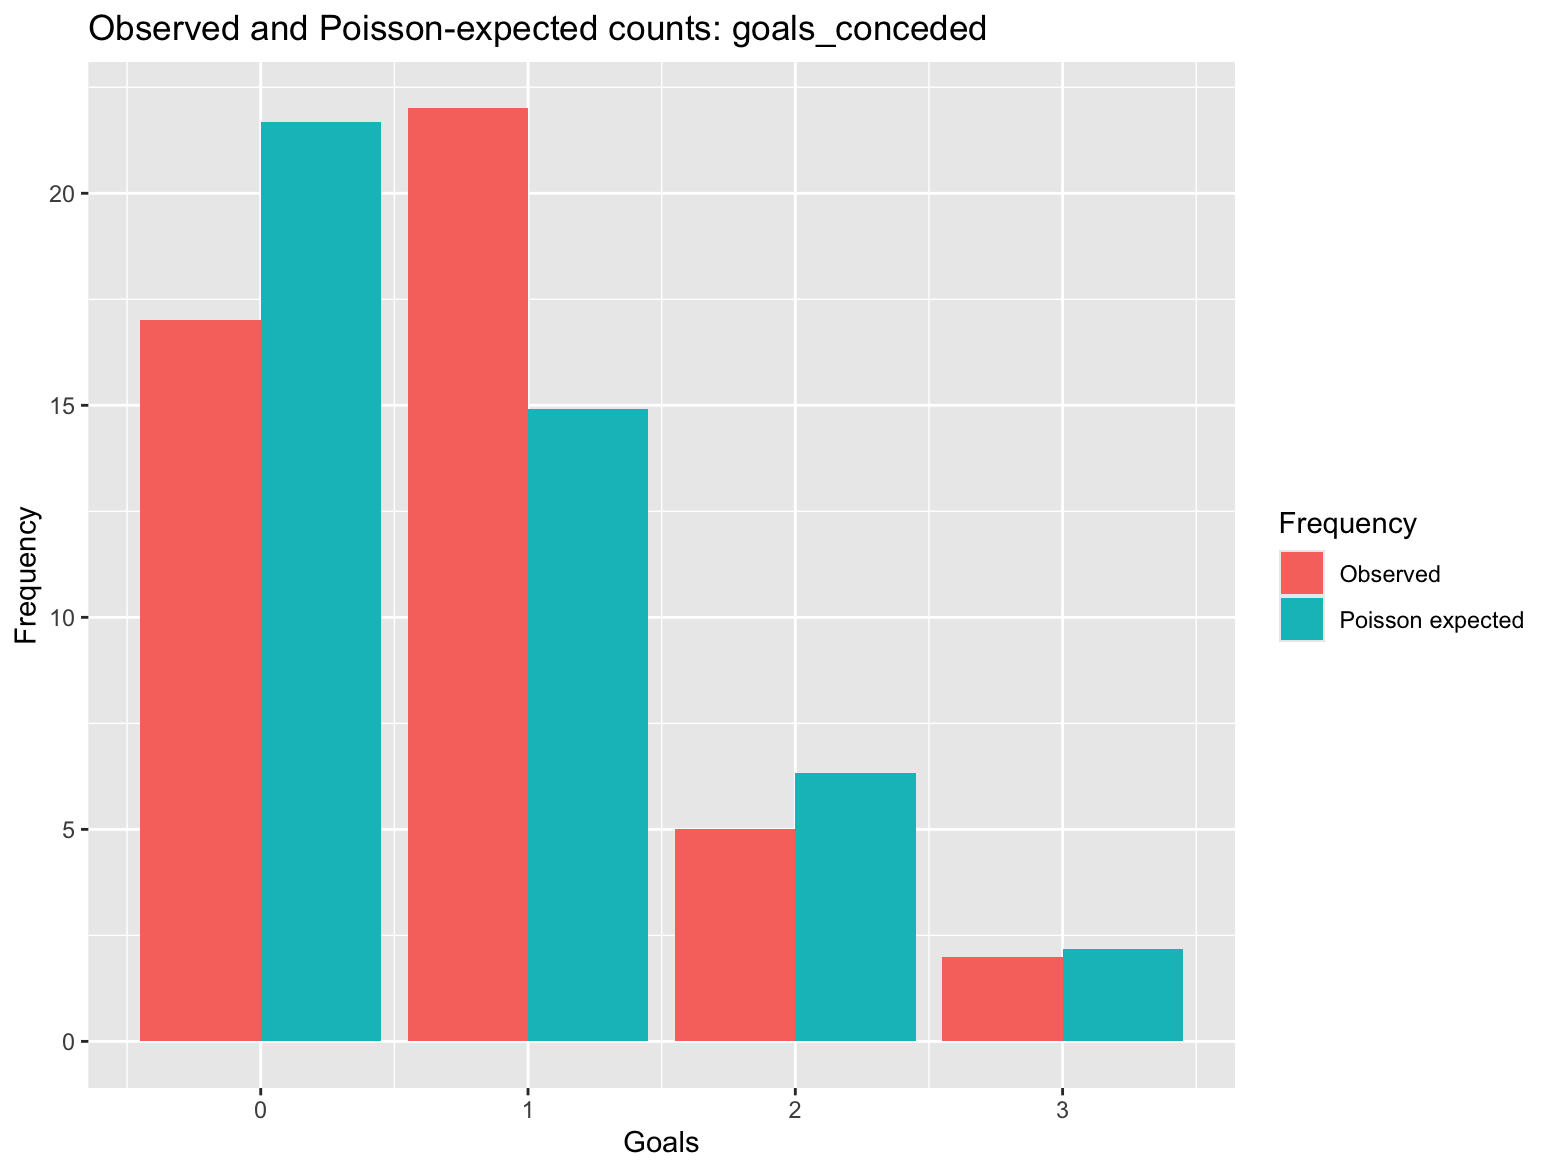 Observed and Poisson-expected counts: goals_conceded
Frequency
20
15
10
5
0
0 1 2 3
Goals
Frequency
Observed
Poisson expected